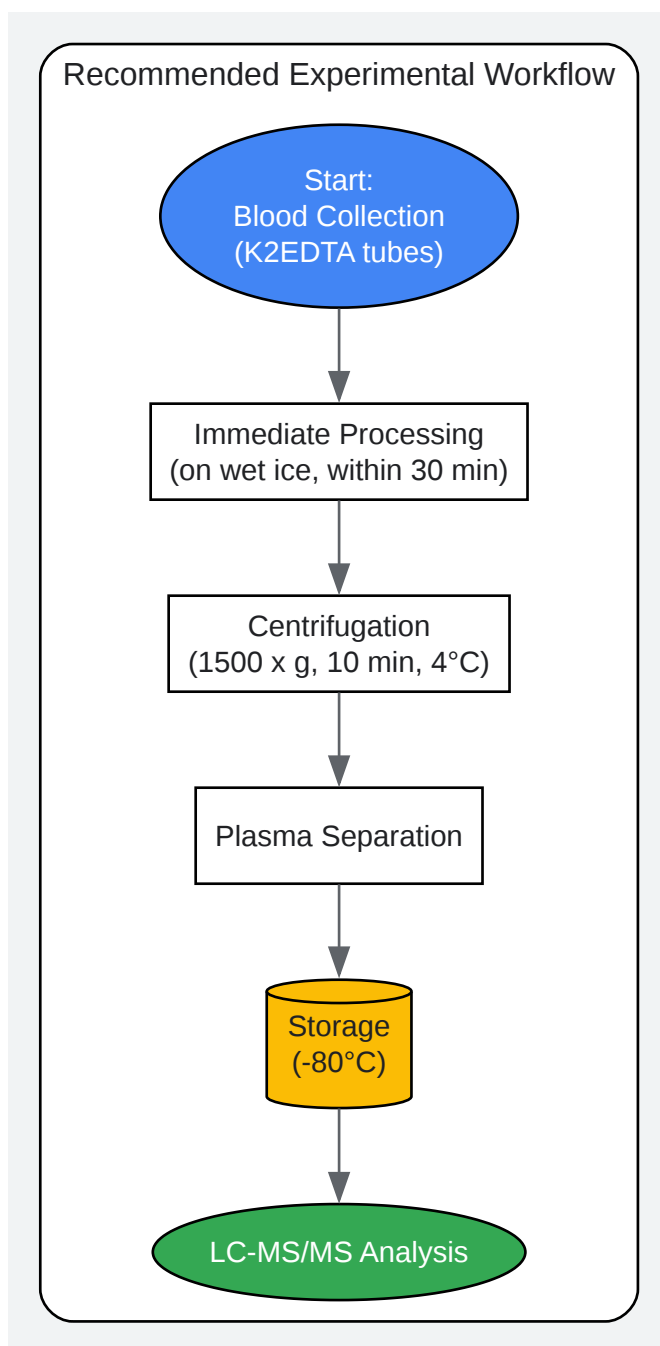 Recommended Experimental Workflow
Start:
Blood Collection
(K2EDTA tubes)
Immediate Processing
(on wet ice, within 30 min)
Centrifugation
(1500 x g, 10 min, 4°C)
Plasma Separation
Storage
(-80°C)
LC-MS/MS Analysis